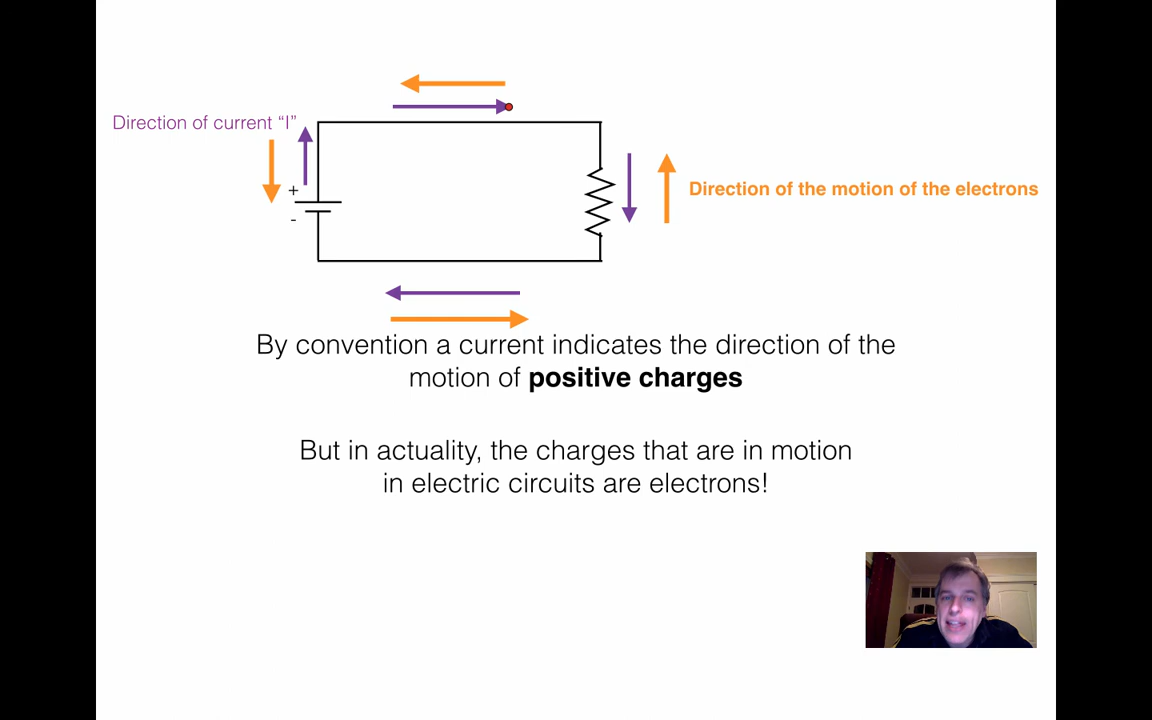 Direction of current “I”
+
-
Direction of the motion of the electrons
By convention a current indicates the direction of the
motion of positive charges
But in actuality, the charges that are in motion
in electric circuits are electrons!